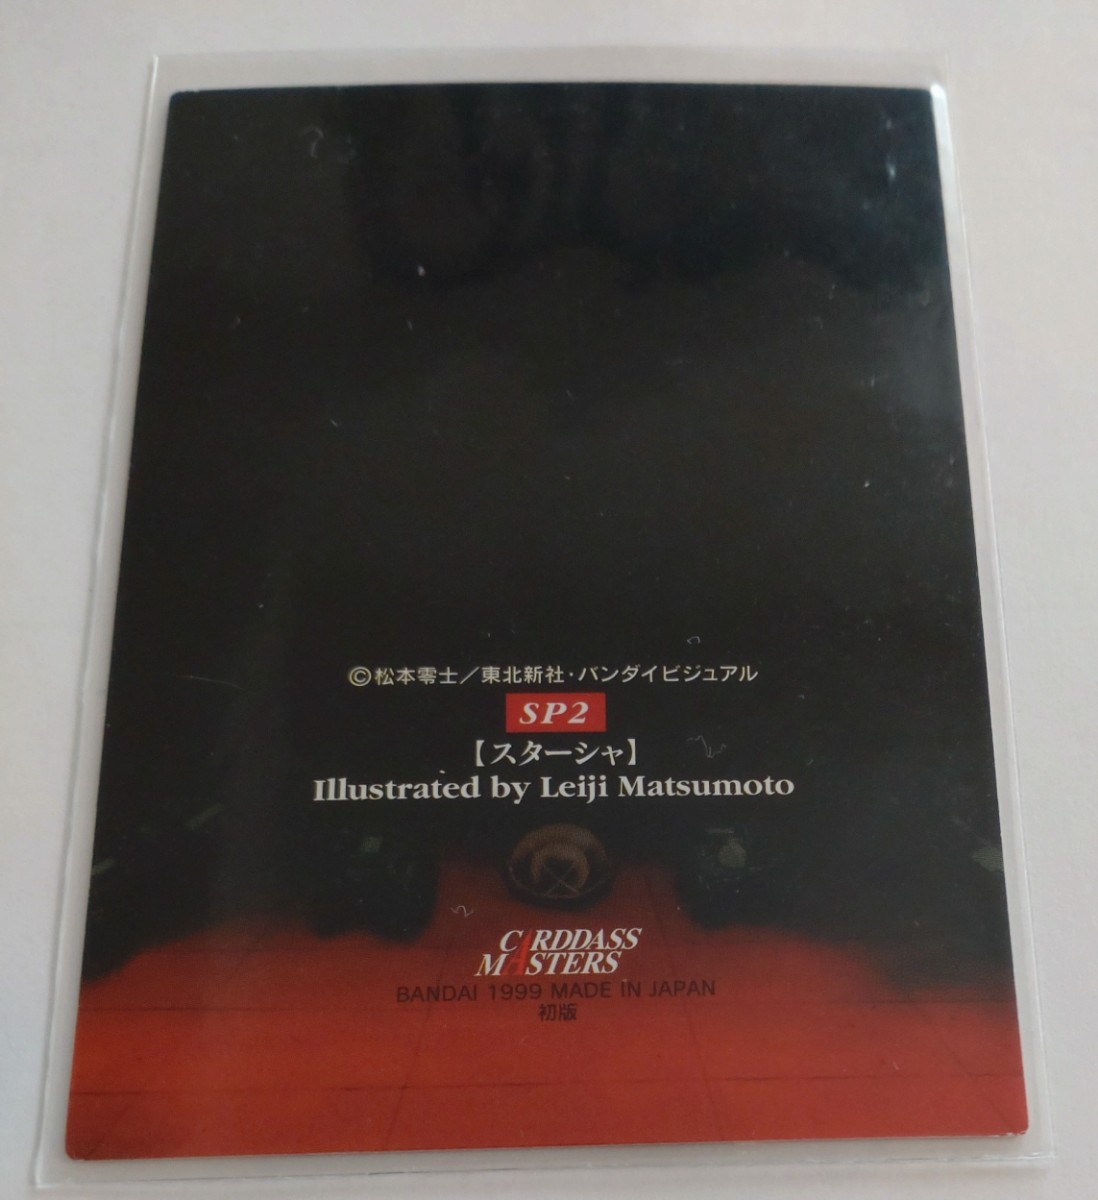 ©松本零士／東北新社・バンダイビジュアル
SP2
【スターシャ】
Illustrated by Leiji Matsumoto
CARDDASS
MASTERS
BANDAI 1999 MADE IN JAPAN
初版